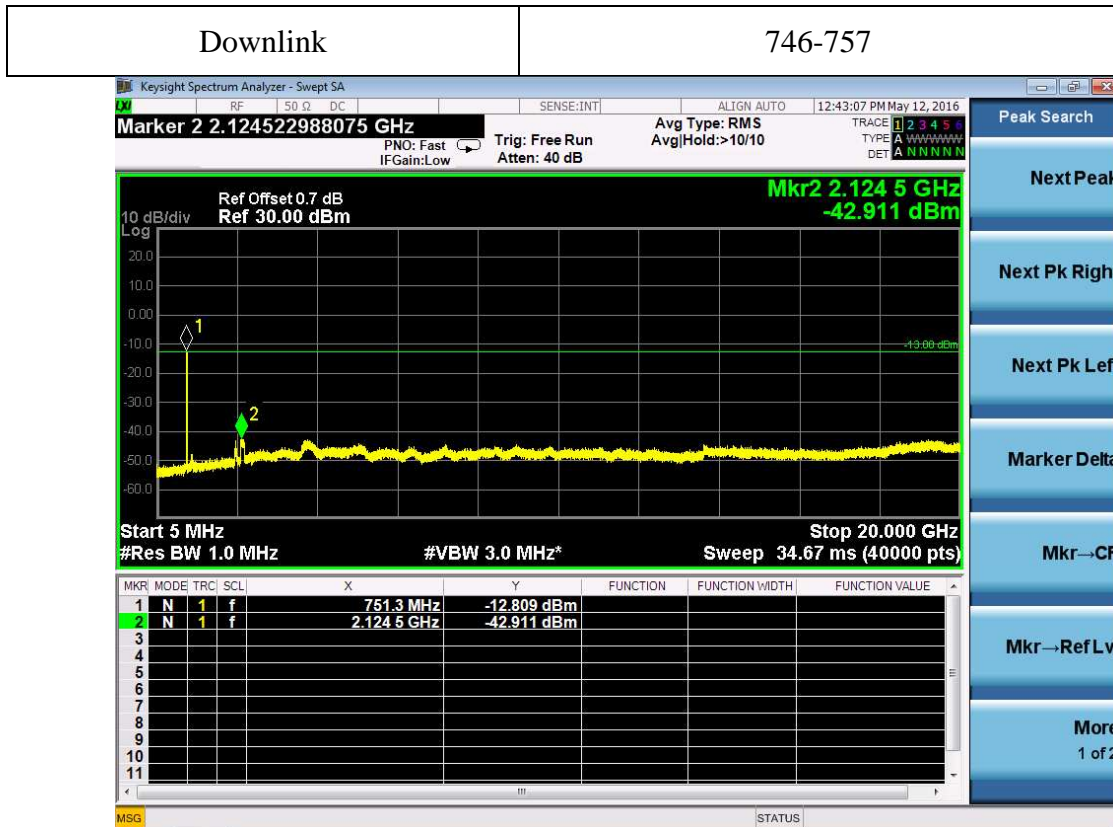 Downlink 746-757
Keysight Spectrum Analyzer - Swept SA
LXI RF 50 Ω DC SENSE:INT ALIGN AUTO 12:43:07 PM May 12, 2016
Marker 2 2.124522988075 GHz
PNO: Fast
IFGain:Low
Trig: Free Run
Atten: 40 dB
Avg Type: RMS
Avg|Hold:>10/10
TRACE 1 2 3 4 5 6
TYPE A WWWWW
DET A N N N N N
Peak Search
Mkr2 2.124 5 GHz
-42.911 dBm
Ref Offset 0.7 dB
10 dB/div Ref 30.00 dBm
Log
20.0
10.0
0.00
-10.0
-20.0
-30.0
-40.0
-50.0
-60.0
1
2
-13.00 dBm
Start 5 MHz Stop 20.000 GHz
#Res BW 1.0 MHz #VBW 3.0 MHz* Sweep 34.67 ms (40000 pts)
MKR MODE TRC SCL X Y FUNCTION FUNCTION WIDTH FUNCTION VALUE
1 N 1 f 751.3 MHz -12.809 dBm
2 N 1 f 2.124 5 GHz -42.911 dBm
3
4
5
6
7
8
9
10
11
MSG STATUS
Next Peak
Next Pk Righ
Next Pk Lef
Marker Delta
Mkr→CF
Mkr→Ref Lv
More
1 of 2